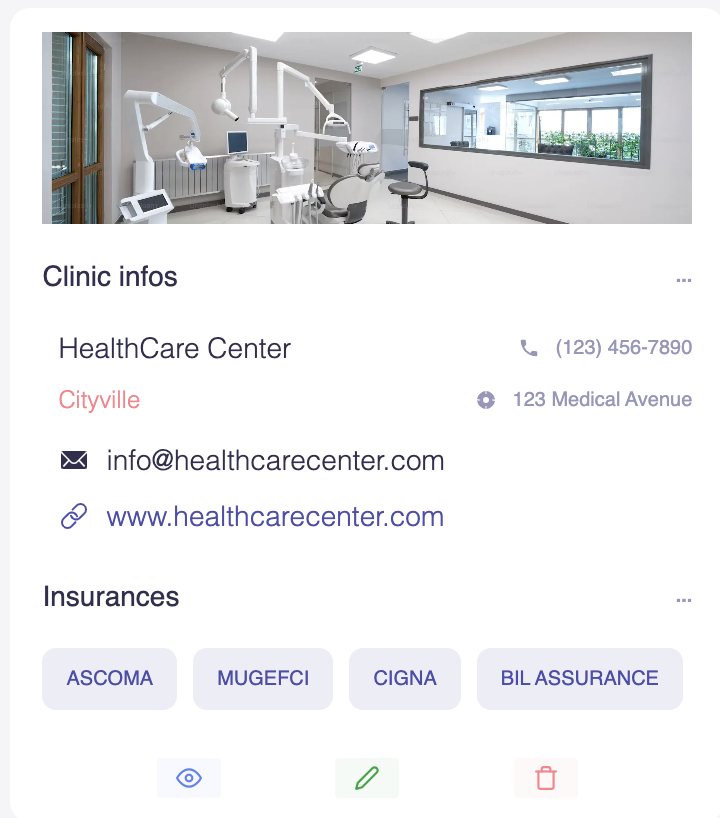 Clinic infos
...
HealthCare Center
(123) 456-7890
Cityville
123 Medical Avenue
info@healthcarecenter.com
www.healthcarecenter.com
Insurances
...
ASCOMA
MUGEFCI
CIGNA
BIL ASSURANCE